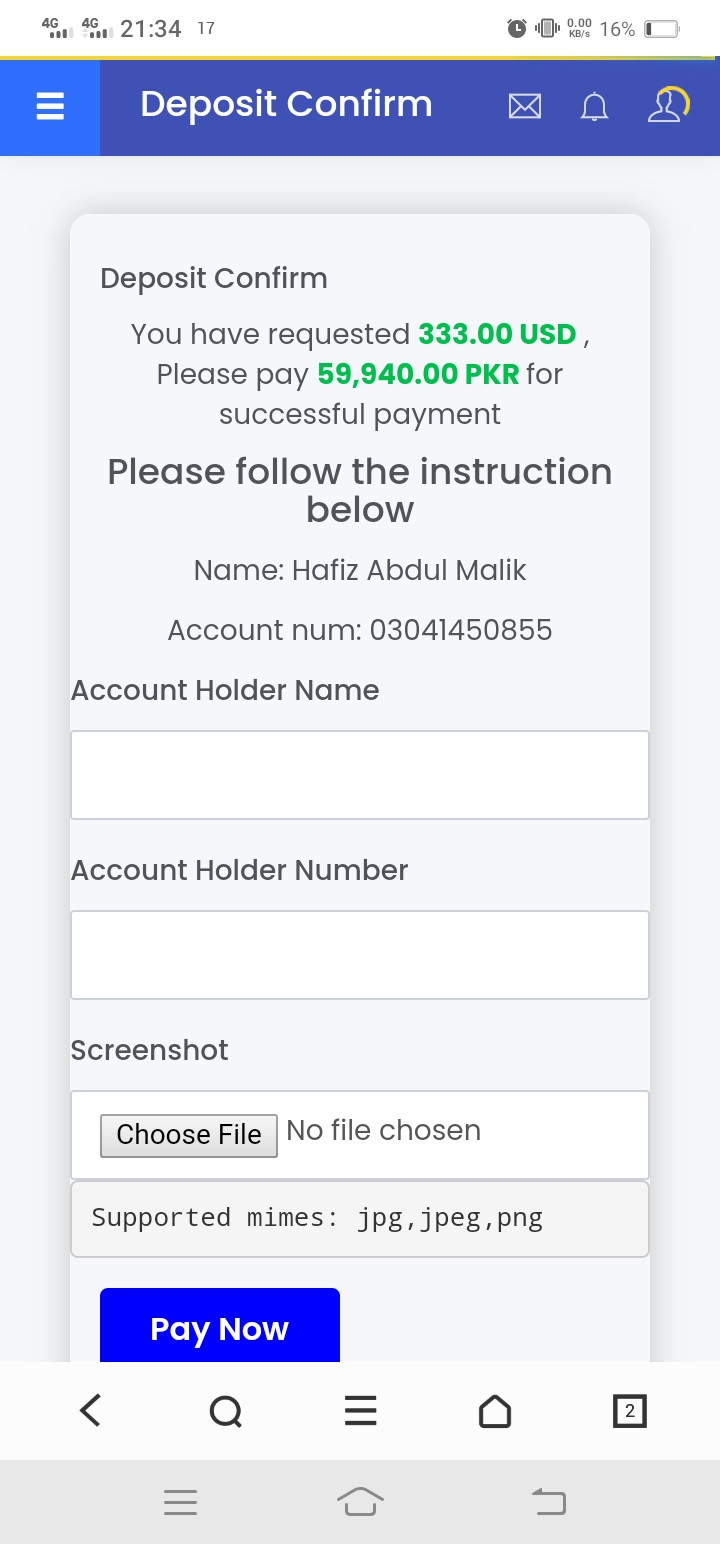 4G 4G 21:34 17 0.00 KB/s 16%
Deposit Confirm
Deposit Confirm
You have requested 333.00 USD ,
Please pay 59,940.00 PKR for
successful payment
Please follow the instruction
below
Name: Hafiz Abdul Malik
Account num: 03041450855
Account Holder Name
Account Holder Number
Screenshot
Choose File No file chosen
Supported mimes: jpg,jpeg,png
Pay Now
2